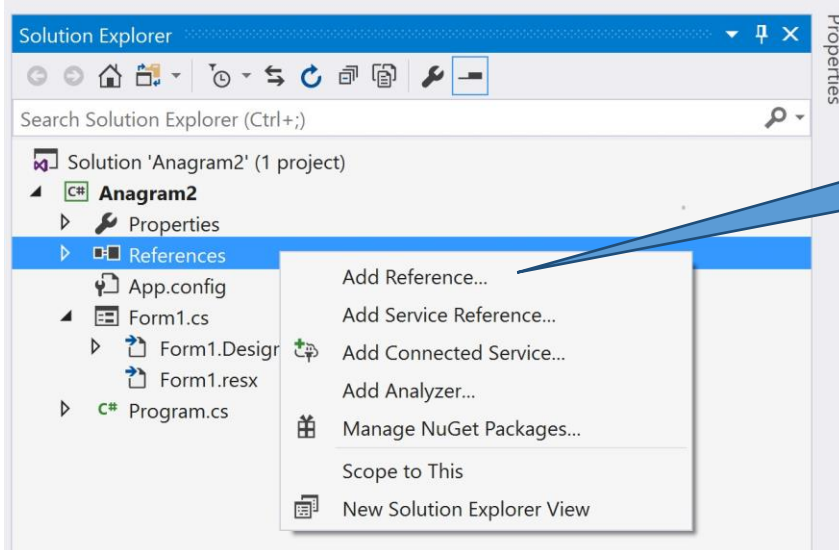 Solution Explorer
Properties
Search Solution Explorer (Ctrl+;)
Solution 'Anagram2' (1 project)
C# Anagram2
Properties
References
Add Reference...
App.config
Add Service Reference...
Form1.cs
Add Connected Service...
Form1.Design
Add Analyzer...
Form1.resx
Manage NuGet Packages...
C# Program.cs
Scope to This
New Solution Explorer View